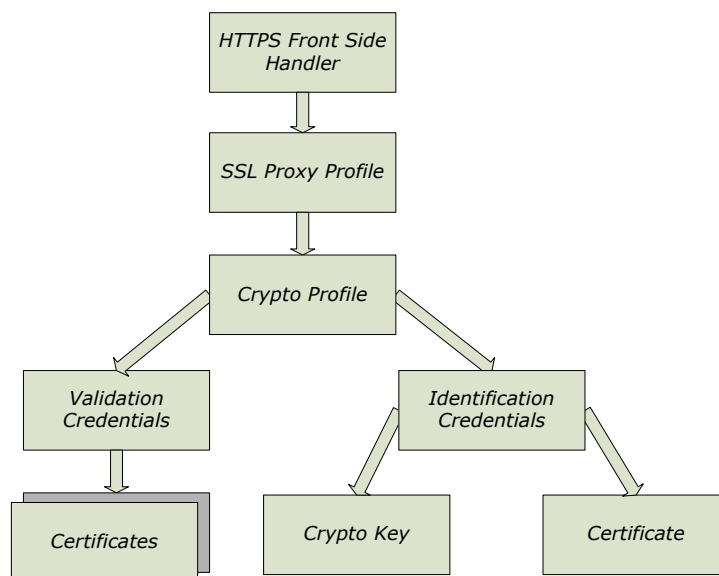 HTTPS Front Side
Handler
SSL Proxy Profile
Crypto Profile
Validation
Credentials
Identification
Credentials
Certificates
Crypto Key
Certificate